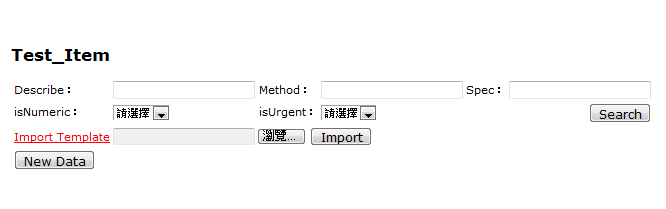 Test_Item
Describe： Method： Spec：
isNumeric： 請選擇 isUrgent： 請選擇 Search
Import Template 瀏覽... Import
New Data